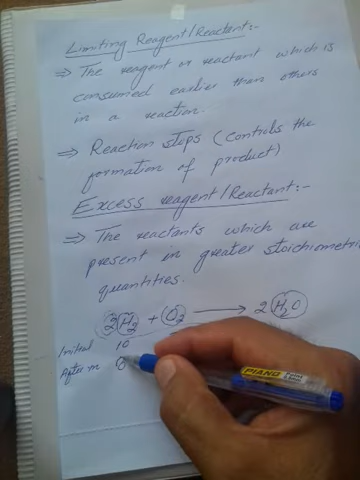 Limiting Reagent/Reactant:-
⇒ The reagent or reactant which is
consumed earlier than others
in a reaction.
⇒ Reaction stops (controls the
formation of product)
Excess reagent/Reactant:-
⇒ The reactants which are
present in greater stoichiometric
quantities.
2H₂ + O₂ ⟶ 2H₂O
Initial 10
After 0
PIANO